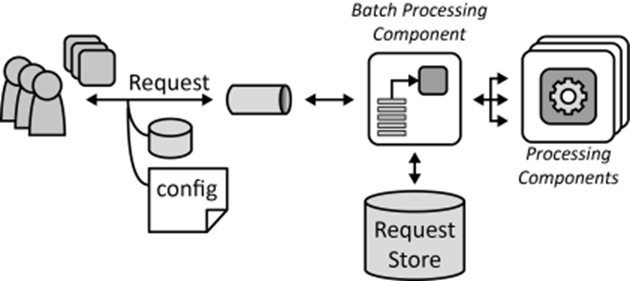 Batch Processing
Component
Request
config
Request
Store
Processing
Components